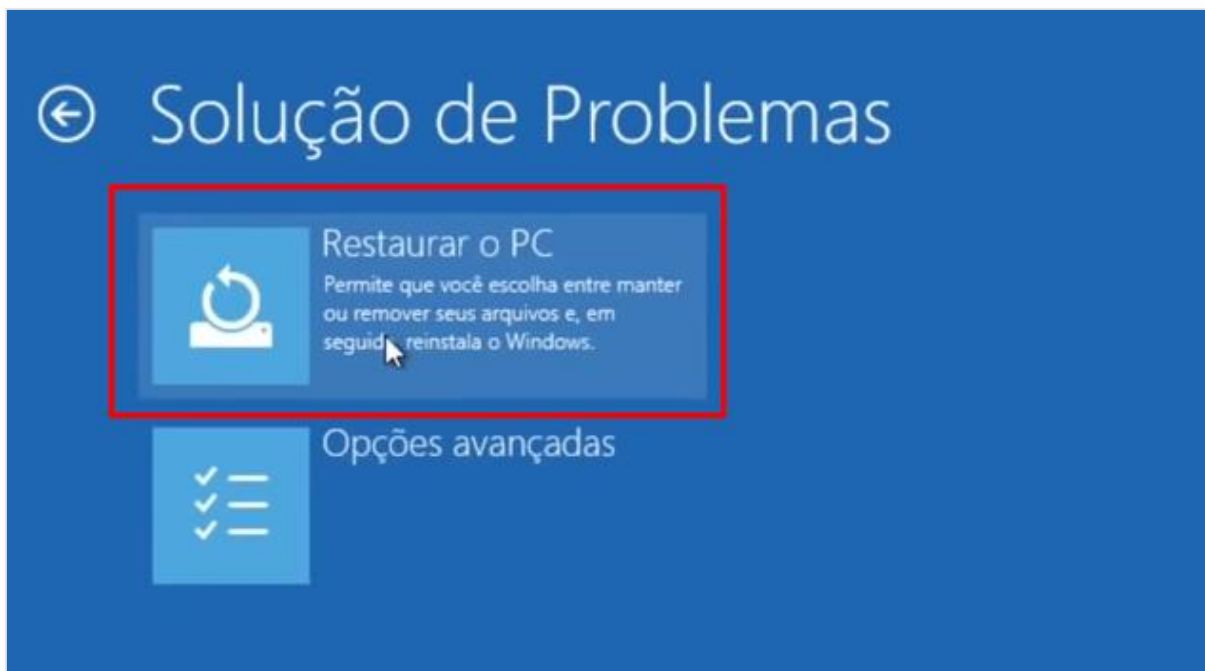 Solução de Problemas
Restaurar o PC
Permite que você escolha entre manter
ou remover seus arquivos e, em
seguida, reinstala o Windows.
Opções avançadas